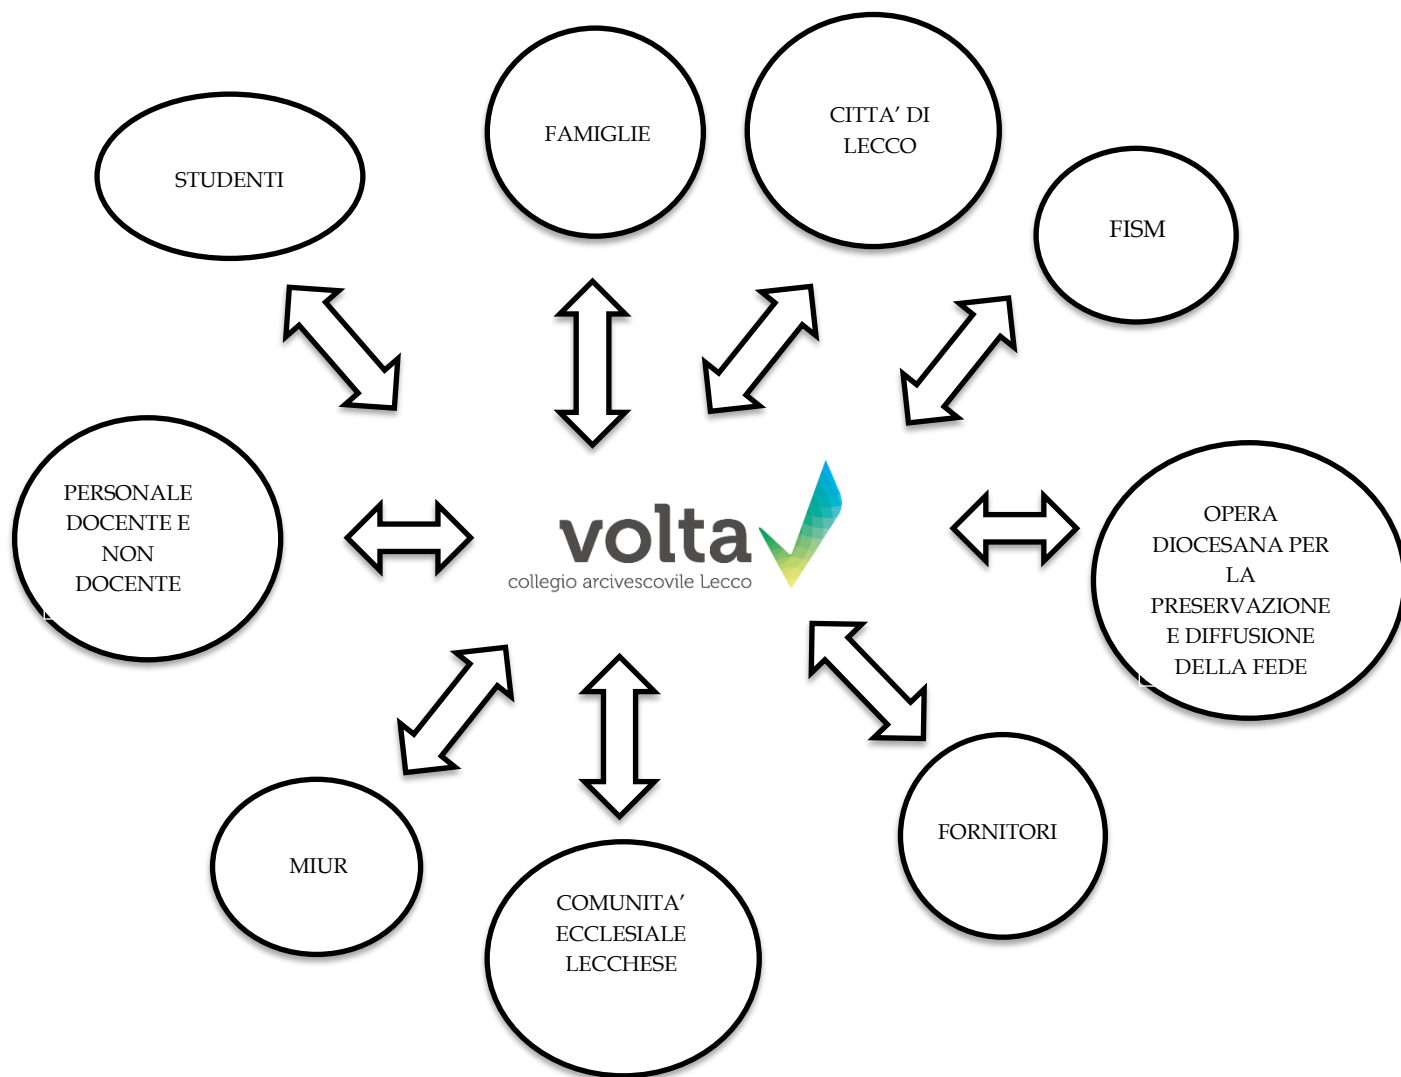 STUDENTI
FAMIGLIE
CITTA’ DI
LECCO
FISM
PERSONALE
DOCENTE E
NON
DOCENTE
volta
collegio arcivescovile Lecco
OPERA
DIOCESANA PER
LA
PRESERVAZIONE
E DIFFUSIONE
DELLA FEDE
MIUR
COMUNITA’
ECCLESIALE
LECCHESE
FORNITORI